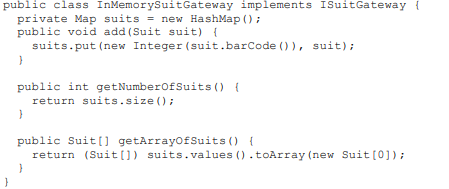 public class InMemorySuitGateway implements ISuitGateway {
  private Map suits = new HashMap();
  public void add(Suit suit) {
    suits.put(new Integer(suit.barCode()), suit);
  }

  public int getNumberOfSuits() {
    return suits.size();
  }

  public Suit[] getArrayOfSuits() {
    return (Suit[]) suits.values().toArray(new Suit[0]);
  }
}